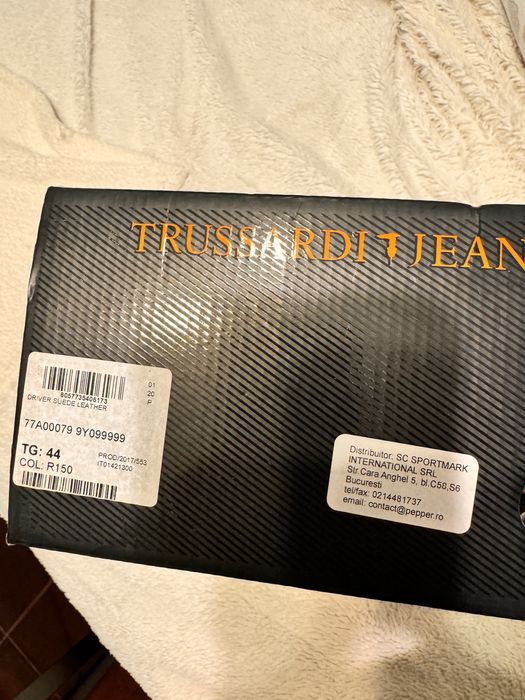 TRUSSARDI JEAN
8057735406173
DRIVER SUEDE LEATHER
01
20
P
77A00079 9Y099999
TG: 44
PROD/2017/553
COL: R150
IT01421300
Distribuitor: SC SPORTMARK
INTERNATIONAL SRL
Str.Cara Anghel 5, bl.C58,S6
Bucuresti
tel/fax: 0214481737
email: contact@pepper.ro